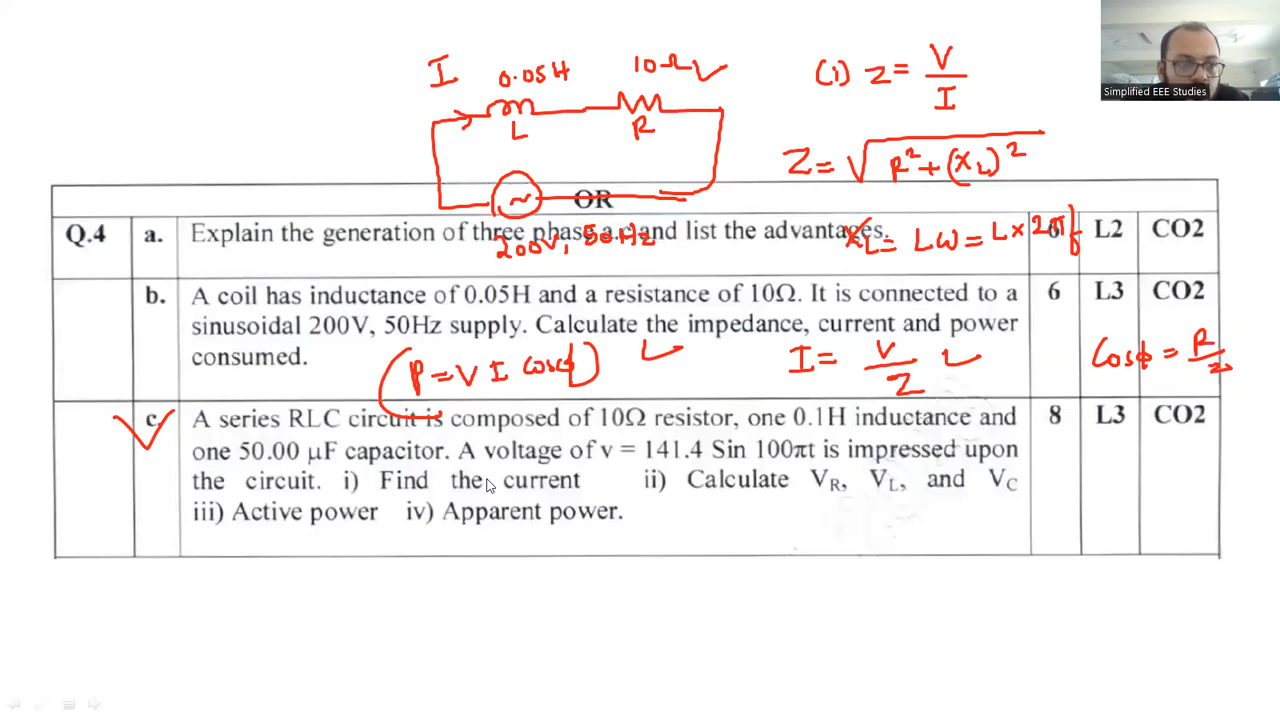 I 0.05H 10Ω
L R
200V, 50Hz
(1) Z = V/I
Z = √R² + (XL)²
XL = Lω = L × 2πf
Simplified EEE Studies
OR
Q.4 a. Explain the generation of three phase a.c and list the advantages. 6 L2 CO2
b. A coil has inductance of 0.05H and a resistance of 10Ω. It is connected to a 6 L3 CO2
sinusoidal 200V, 50Hz supply. Calculate the impedance, current and power
consumed.
(P = V I cosϕ) I = V/Z Cosϕ = R/Z
c. A series RLC circuit is composed of 10Ω resistor, one 0.1H inductance and 8 L3 CO2
one 50.00 µF capacitor. A voltage of v = 141.4 Sin 100πt is impressed upon
the circuit. i) Find the current ii) Calculate VR, VL, and VC
iii) Active power iv) Apparent power.